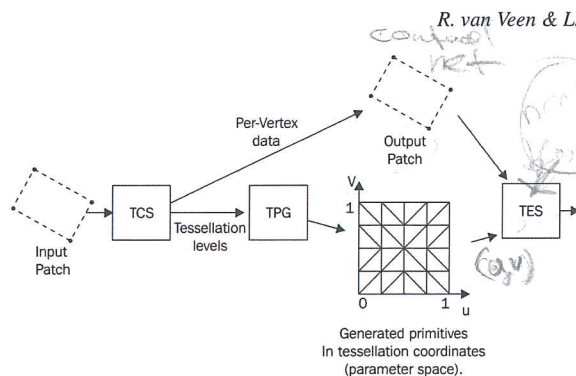 R. van Veen & L.
control
Per-Vertex
data
Output
Patch
Input
Patch
TCS
Tessellation
levels
TPG
V
1
0
1
u
TES
(u,v)
Generated primitives
In tessellation coordinates
(parameter space).